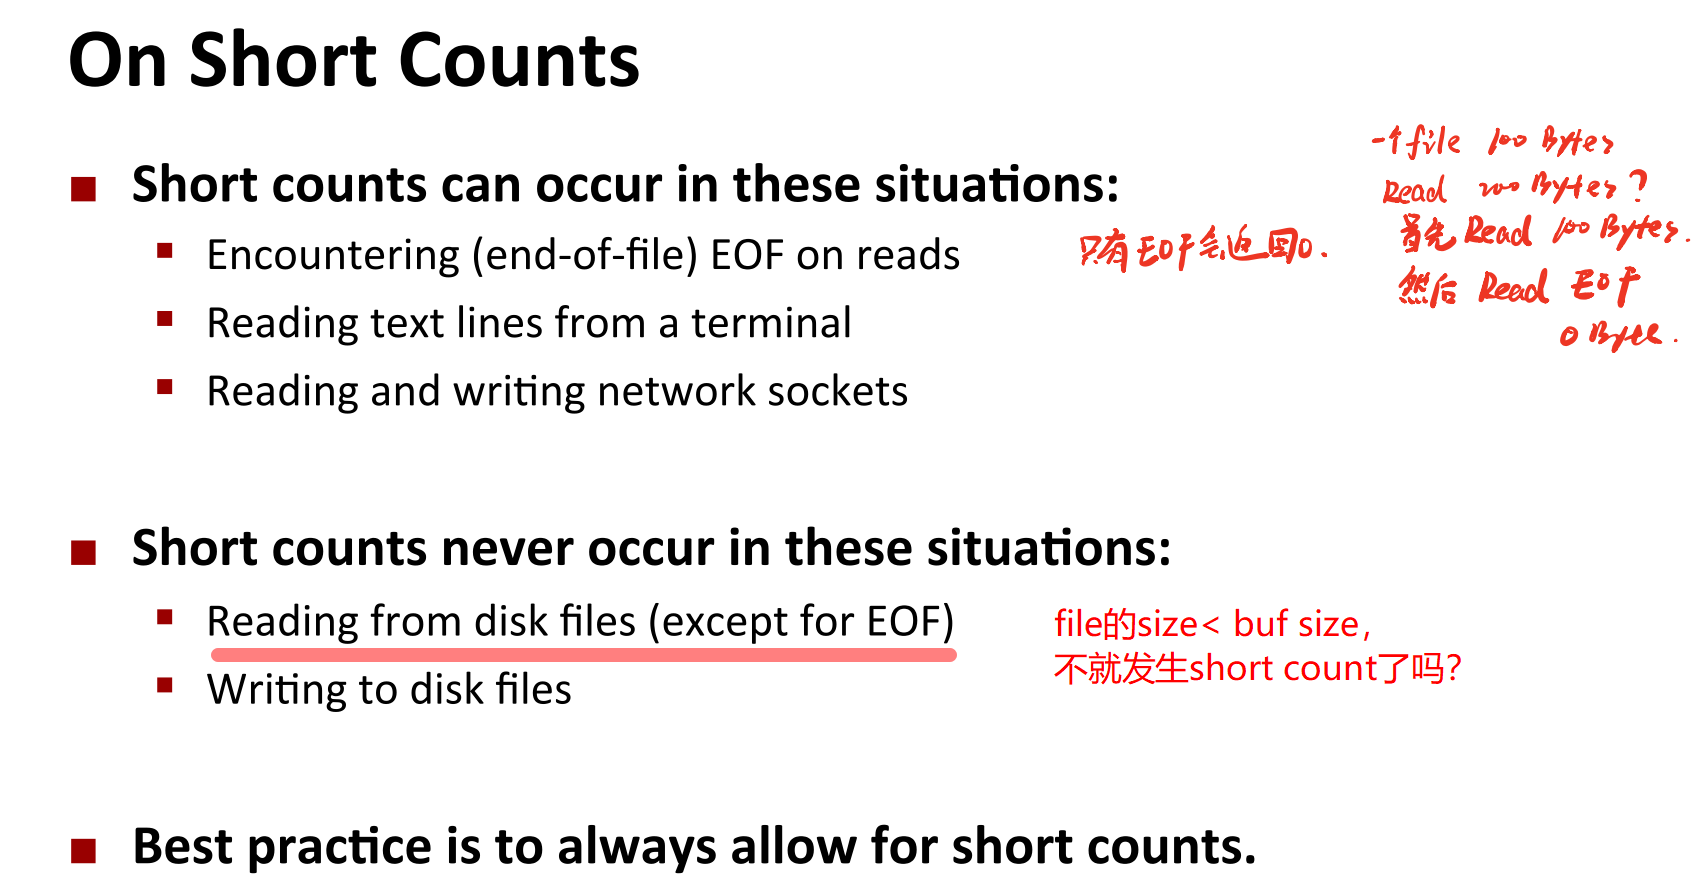 On Short Counts
■ Short counts can occur in these situations:
▪ Encountering (end-of-file) EOF on reads
▪ Reading text lines from a terminal
▪ Reading and writing network sockets
只有EOF会返回0.
一个file 100 Bytes
Read 200 Bytes?
首先 Read 100 Bytes.
然后 Read EOF
0 Byte.
■ Short counts never occur in these situations:
▪ Reading from disk files (except for EOF)
▪ Writing to disk files
file的size< buf size,
不就发生short count了吗?
■ Best practice is to always allow for short counts.